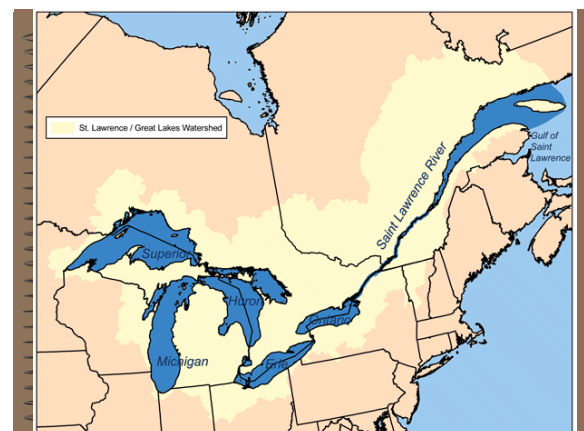 St. Lawrence / Great Lakes Watershed
Gulf of
Saint
Lawrence
Saint Lawrence River
Superior
Huron
Ontario
Michigan
Erie